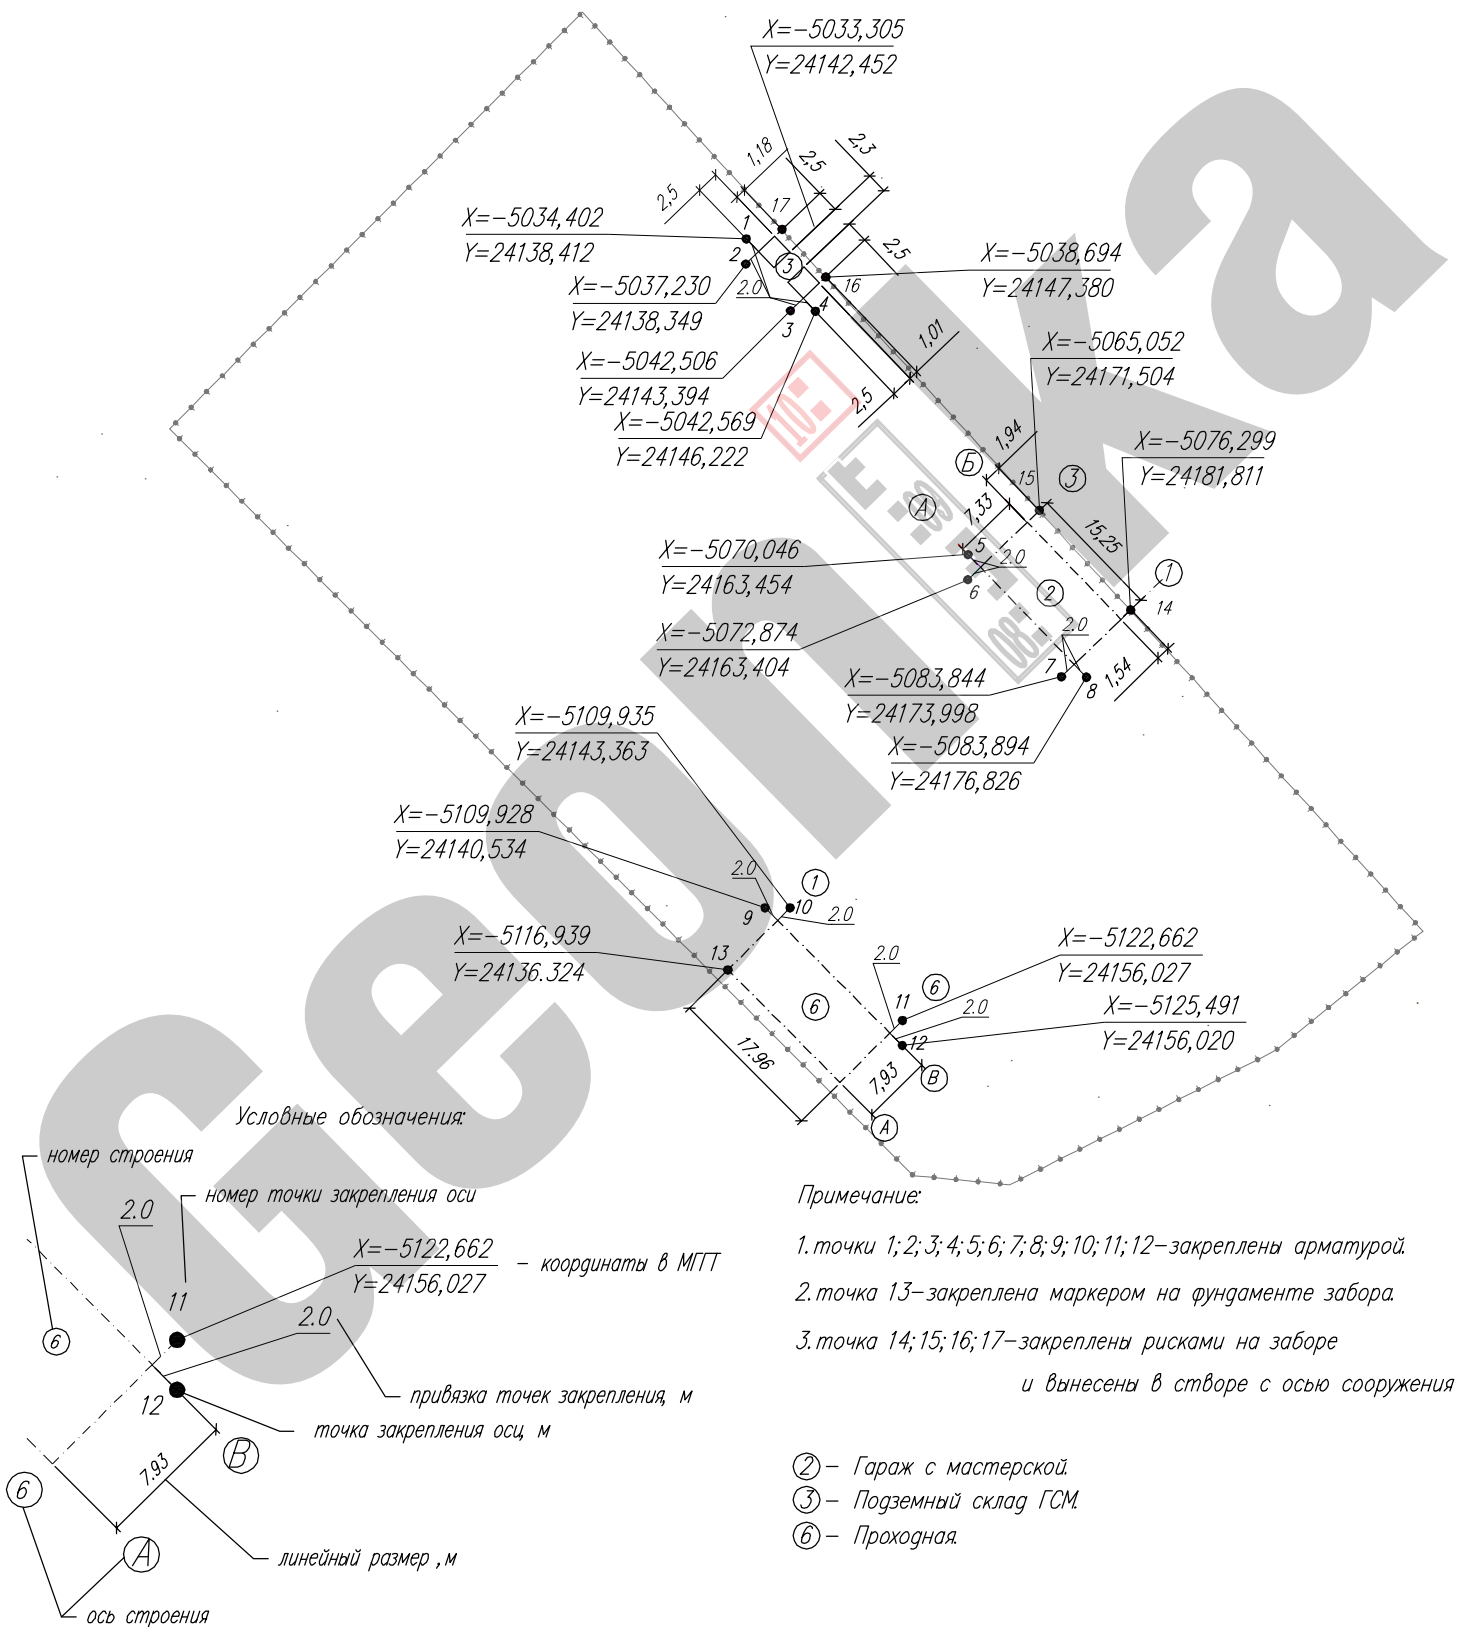 X=-5033,305
Y=24142,452
2,3
1,18
2,5
2,5
17
1
X=-5034,402
Y=24138,412
2
3
2,5
X=-5038,694
Y=24147,380
X=-5037,230
Y=24138,349
2.0
16
4
3
1,01
X=-5065,052
Y=24171,504
X=-5042,506
Y=24143,394
2,5
X=-5042,569
Y=24146,222
1,94
X=-5076,299
Y=24181,811
Б
15
3
А
7,33
15,25
5
X=-5070,046
Y=24163,454
2.0
6
2
1
14
X=-5072,874
Y=24163,404
2.0
7
8
1,54
X=-5083,844
Y=24173,998
X=-5109,935
Y=24143,363
X=-5083,894
Y=24176,826
X=-5109,928
Y=24140,534
2.0
1
9
10
2.0
X=-5116,939
Y=24136.324
13
2.0
X=-5122,662
Y=24156,027
11
6
6
2.0
X=-5125,491
Y=24156,020
12
17.96
7,93
В
А
Geonka
10
98
08
Условные обозначения:
номер строения
номер точки закрепления оси
2.0
X=-5122,662
Y=24156,027
- координаты в МГГТ
11
2.0
6
12
привязка точек закрепления, м
точка закрепления оси, м
В
7.93
6
А
линейный размер , м
ось строения
Примечание:
1. точки 1; 2; 3; 4; 5; 6; 7; 8; 9; 10; 11; 12-закреплены арматурой.
2. точка 13-закреплена маркером на фундаменте забора.
3. точка 14; 15; 16; 17-закреплены рисками на заборе
и вынесены в створе с осью сооружения
2 - Гараж с мастерской.
3 - Подземный склад ГСМ.
6 - Проходная.